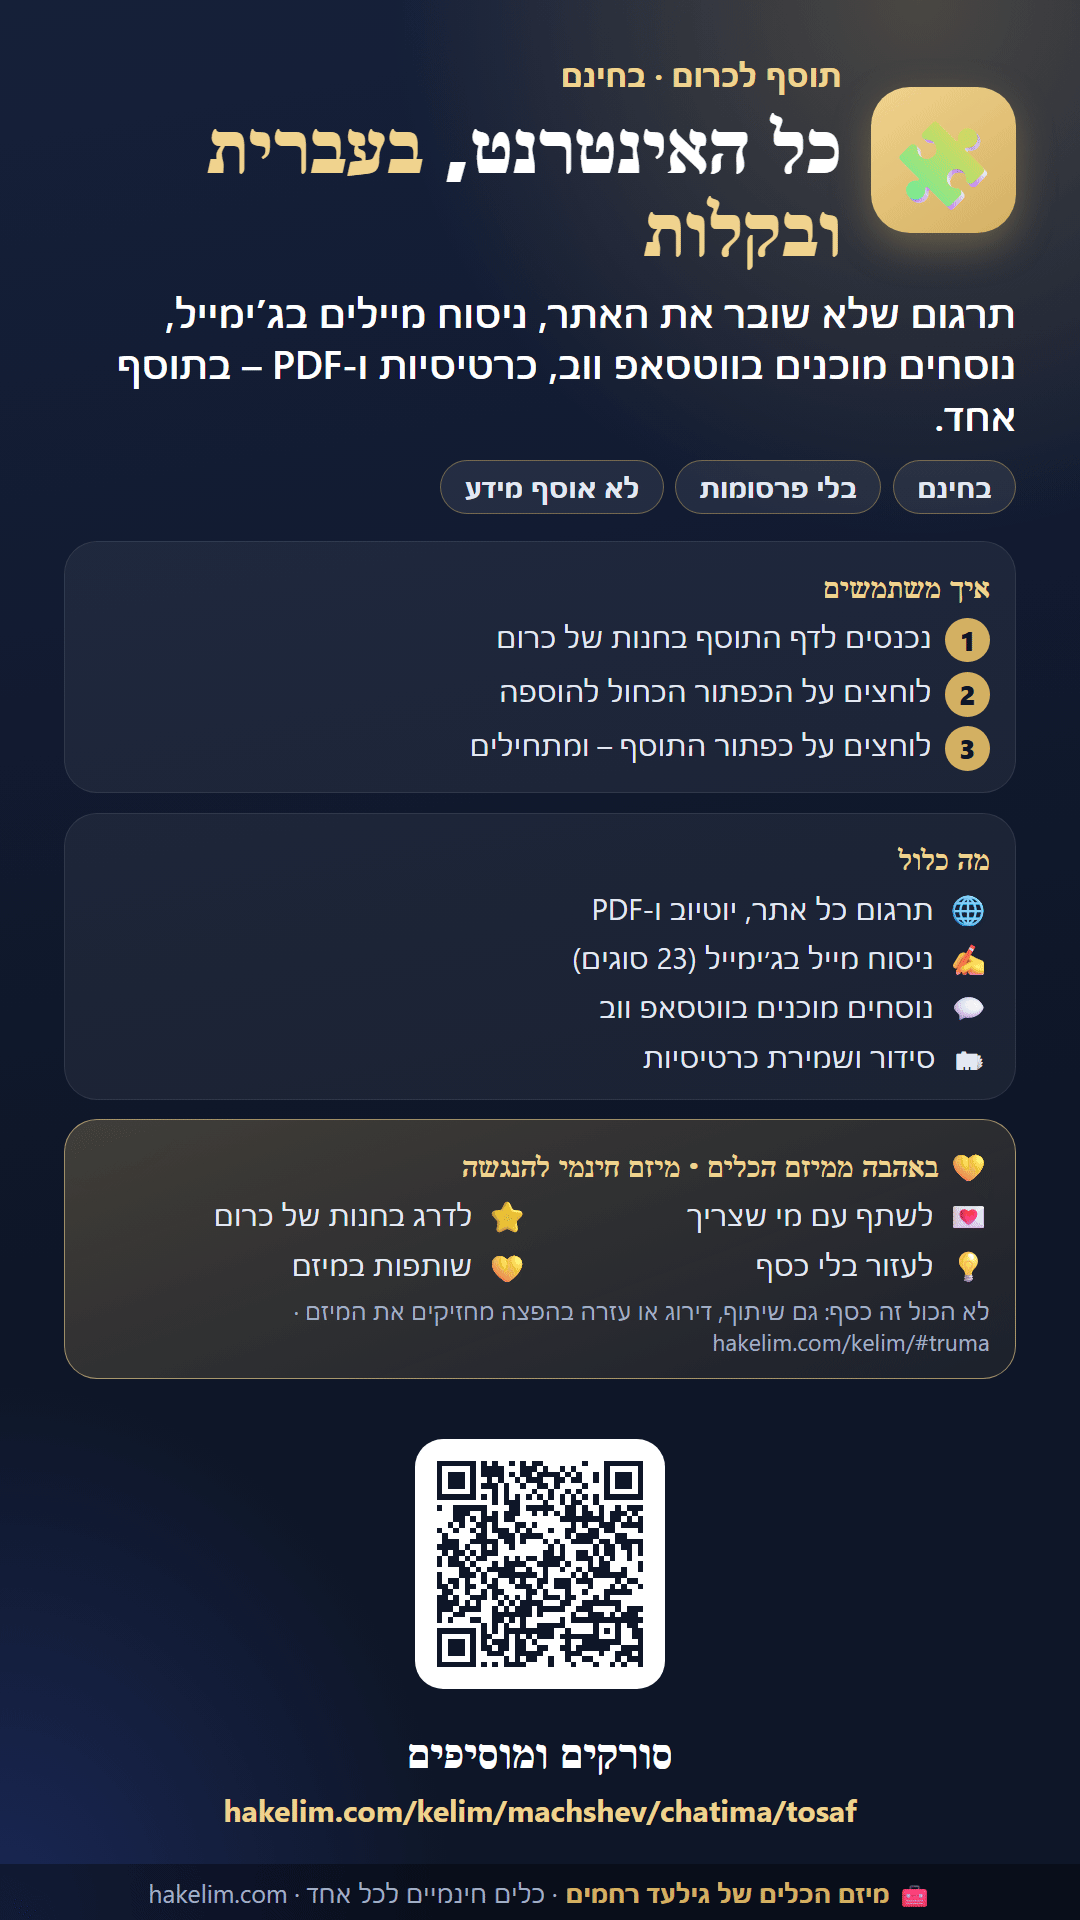 תוסף לכרום · בחינם
כל האינטרנט, בעברית
ובקלות
תרגום שלא שובר את האתר, ניסוח מיילים בג׳ימייל,
נוסחים מוכנים בווטסאפ ווב, כרטיסיות ו-PDF – בתוסף
אחד.
בחינם
בלי פרסומות
לא אוסף מידע
איך משתמשים
1 נכנסים לדף התוסף בחנות של כרום
2 לוחצים על הכפתור הכחול להוספה
3 לוחצים על כפתור התוסף – ומתחילים
מה כלול
תרגום כל אתר, יוטיוב ו-PDF
ניסוח מייל בג׳ימייל (23 סוגים)
נוסחים מוכנים בווטסאפ ווב
סידור ושמירת כרטיסיות
באהבה ממיזם הכלים • מיזם חינמי להנגשה
לשתף עם מי שצריך
לדרג בחנות של כרום
לעזור בלי כסף
שותפות במיזם
לא הכול זה כסף: גם שיתוף, דירוג או עזרה בהפצה מחזיקים את המיזם ·
hakelim.com/kelim/#truma
סורקים ומוסיפים
hakelim.com/kelim/machshev/chatima/tosaf
מיזם הכלים של גילעד רחמים · כלים חינמיים לכל אחד · hakelim.com